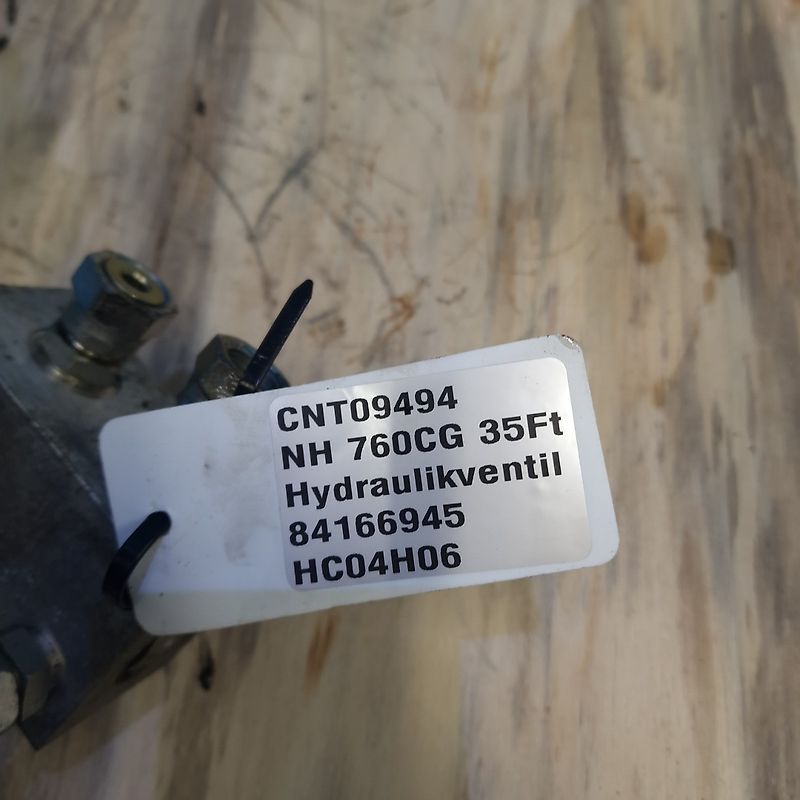 CNT09494
NH 760CG 35Ft
Hydraulikventil
84166945
HC04H06